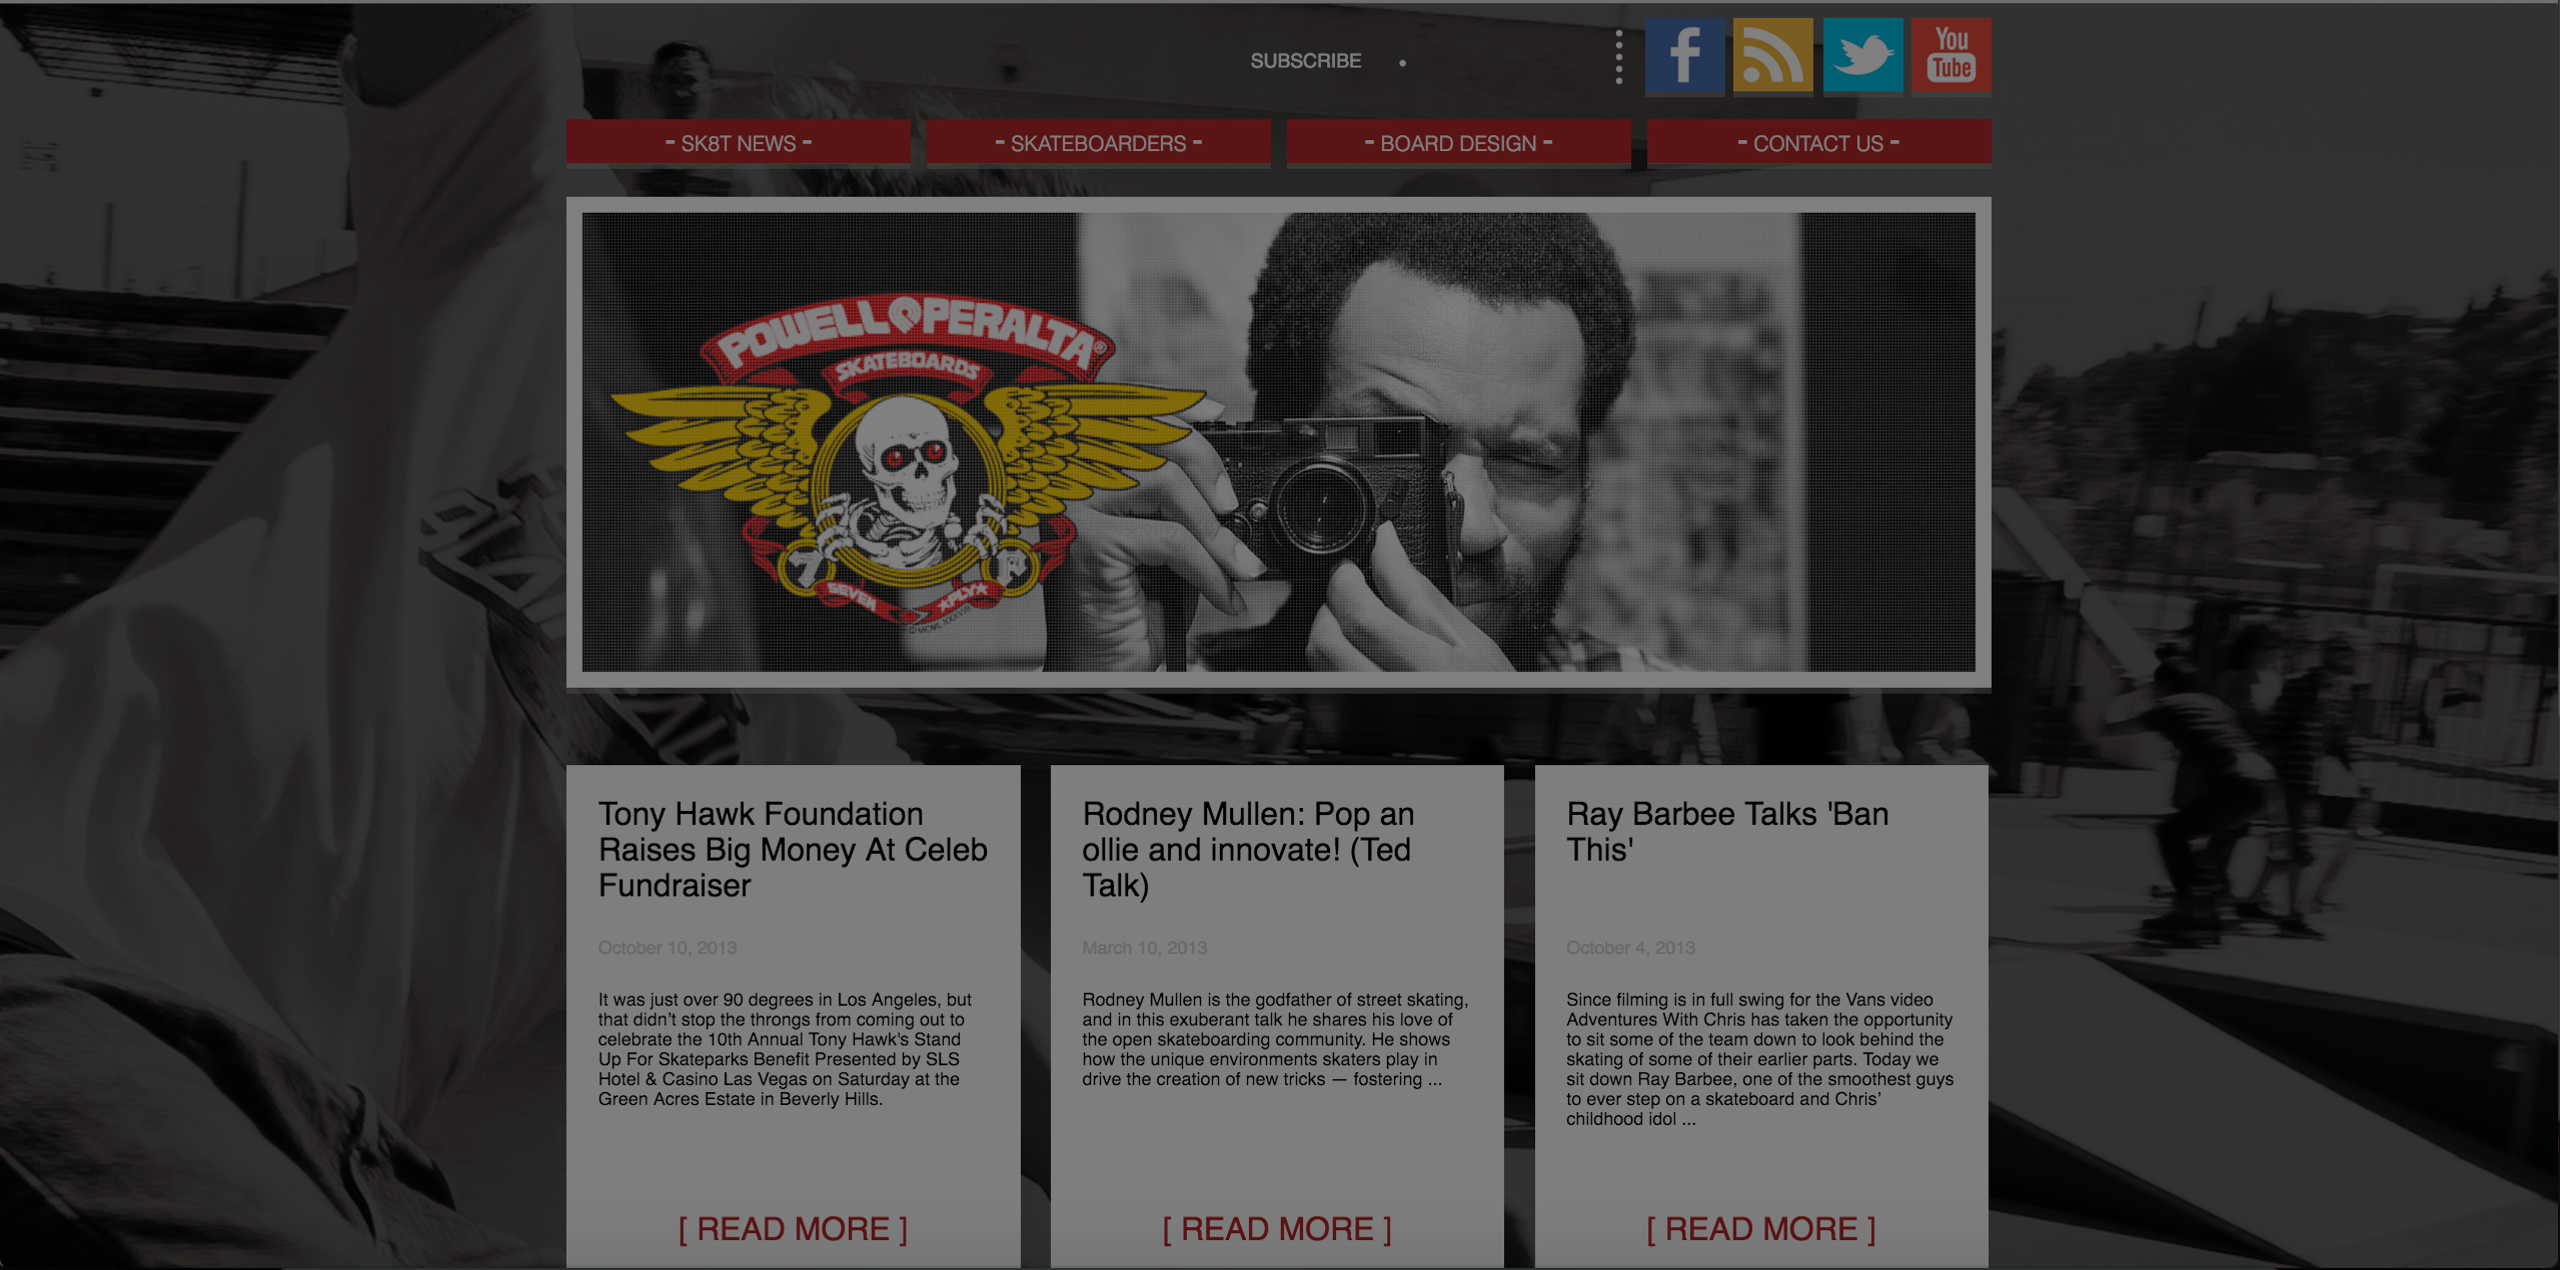 SUBSCRIBE •
You
Tube
- SK8T NEWS - - SKATEBOARDERS - - BOARD DESIGN - - CONTACT US -
POWELL PERALTA®
SKATEBOARDS
7 P
SEVEN PLY
Tony Hawk Foundation
Raises Big Money At Celeb
Fundraiser
October 10, 2013
It was just over 90 degrees in Los Angeles, but
that didn't stop the throngs from coming out to
celebrate the 10th Annual Tony Hawk's Stand
Up For Skateparks Benefit Presented by SLS
Hotel & Casino Las Vegas on Saturday at the
Green Acres Estate in Beverly Hills.
[ READ MORE ]
Rodney Mullen: Pop an
ollie and innovate! (Ted
Talk)
March 10, 2013
Rodney Mullen is the godfather of street skating,
and in this exuberant talk he shares his love of
the open skateboarding community. He shows
how the unique environments skaters play in
drive the creation of new tricks — fostering ...
[ READ MORE ]
Ray Barbee Talks 'Ban
This'
October 4, 2013
Since filming is in full swing for the Vans video
Adventures With Chris has taken the opportunity
to sit some of the team down to look behind the
skating of some of their earlier parts. Today we
sit down Ray Barbee, one of the smoothest guys
to ever step on a skateboard and Chris'
childhood idol ...
[ READ MORE ]